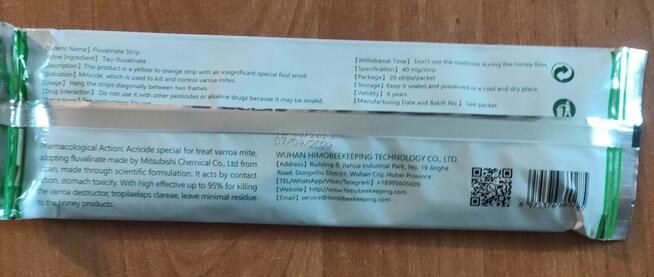 [Generic Name] Fluvalinate Strip
[Active Ingredient] Tau-fluvalinate
[Description] This product is a yellow to orange strip with an insignificant special foul smell.
[Indication] Miticide, which is used to kill and control varroa mites.
[Usage] Hang the strips diagonally between two frames.
[Drug Interaction] Do not use it with other pesticides or alkaline drugs because it may be invalid.
See instructions for use.
[Withdrawal Time] Don't use the medicine during the honey flow.
[Specification] 40 mg/strip
[Package] 20 strips/packet
[Storage] Keep it sealed and preserved in a cool and dry place.
[Validity] 4 years
[Manufacturing Date and Batch No.] See packet
Pharmacological Action: Acricide special for treat varroa mite,
adopting fluvalinate made by Mitsubishi Chemical Co., Ltd from
Japan, made through scientific formulation. It acts by contact
action, stomach toxicity. With high effective up to 95% for killing
the varroa destructor, tropilaelaps clareae, leave minimal residue
to the honey products.
WUHAN HIMOBEEKEEPING TECHNOLOGY CO., LTD.
[Address] Building 8, Jiahua Industrial Park, No. 19 Jinghe
Road, Dongxihu District, Wuhan City, Hubei Province
[TEL/WhatsApp/Viber/Telegram] +18995605609
[Website] http://www.himobeekeeping.com
[Email] service@himobeekeeping.com